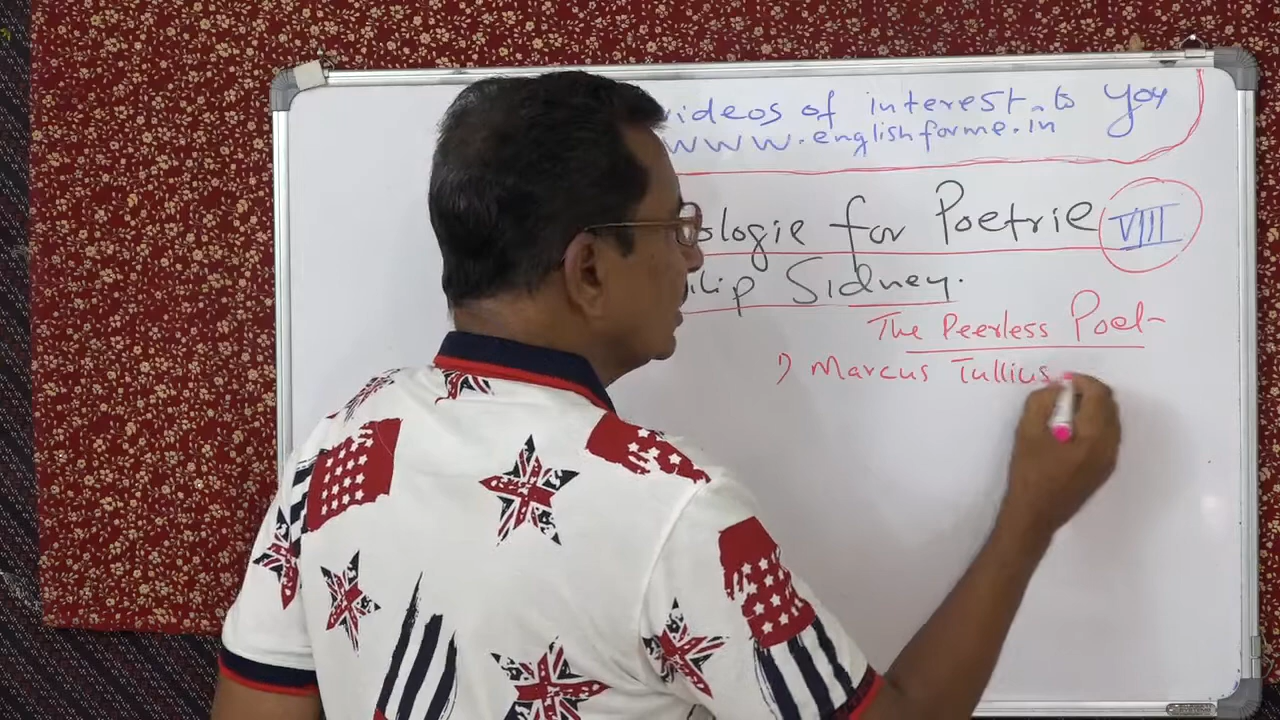 videos of interest to you
www.englishforme.in
ologie for Poetrie VIII
ilip Sidney.
The Peerless Poet-
1) Marcus Tullius